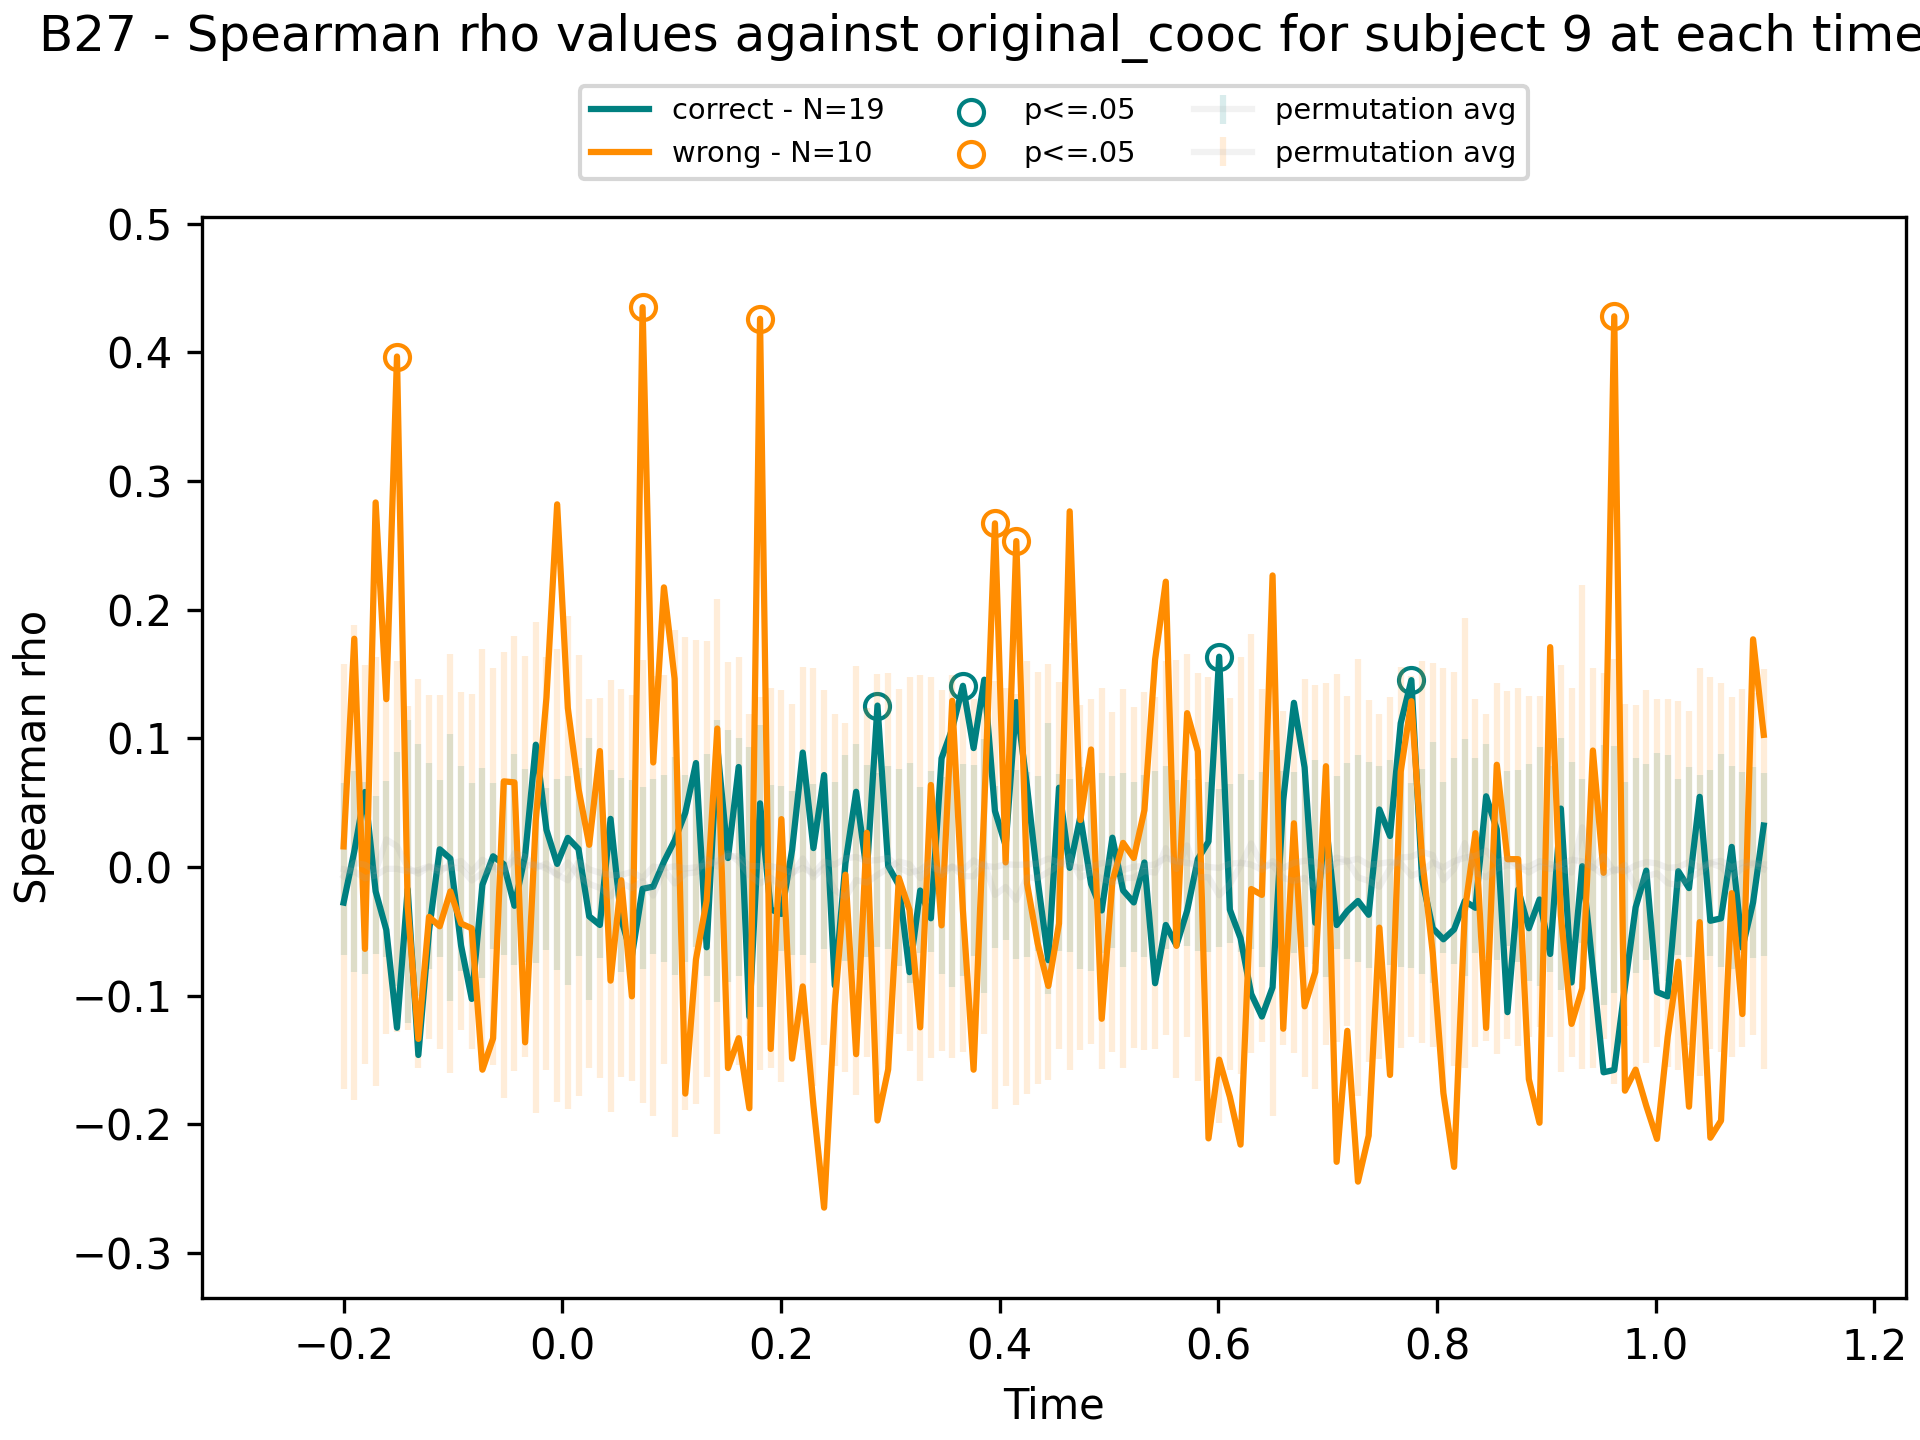 B27 - Spearman rho values against original_cooc for subject 9 at each time
correct - N=19
wrong - N=10
p<=.05
p<=.05
permutation avg
permutation avg
0.5
0.4
0.3
0.2
0.1
0.0
−0.1
−0.2
−0.3
Spearman rho
−0.2 0.0 0.2 0.4 0.6 0.8 1.0 1.2
Time